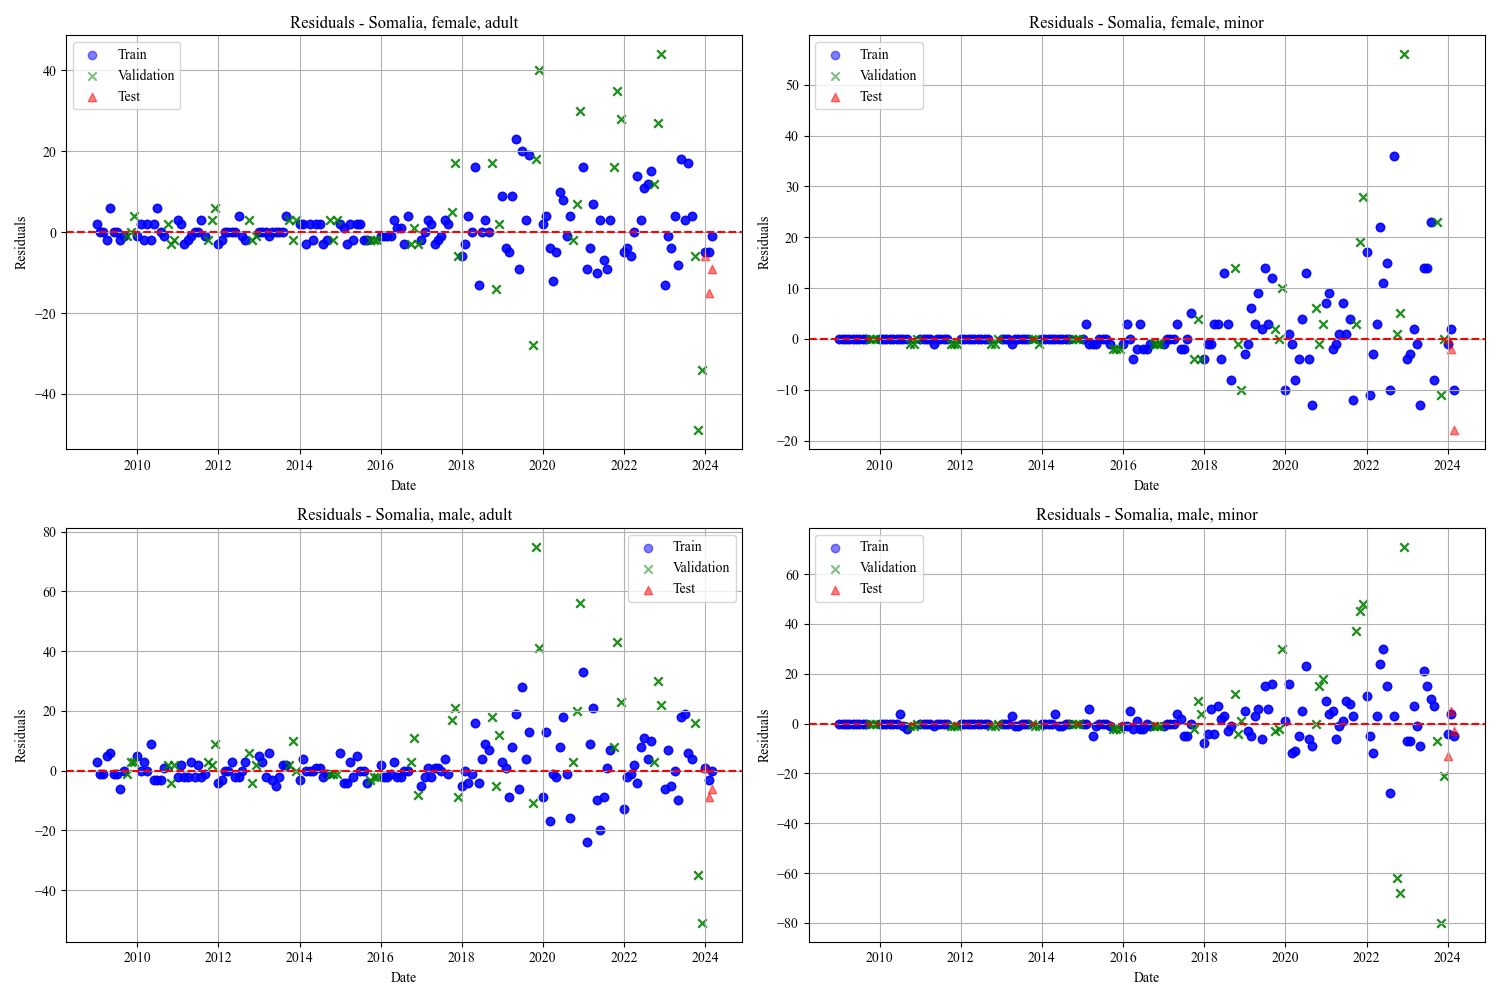 Residuals - Somalia, female, adult
Residuals
40
20
0
−20
−40
Train
Validation
Test
2010 2012 2014 2016 2018 2020 2022 2024
Date
Residuals - Somalia, female, minor
Residuals
50
40
30
20
10
0
−10
−20
Train
Validation
Test
2010 2012 2014 2016 2018 2020 2022 2024
Date
Residuals - Somalia, male, adult
Residuals
80
60
40
20
0
−20
−40
Train
Validation
Test
2010 2012 2014 2016 2018 2020 2022 2024
Date
Residuals - Somalia, male, minor
Residuals
60
40
20
0
−20
−40
−60
−80
Train
Validation
Test
2010 2012 2014 2016 2018 2020 2022 2024
Date